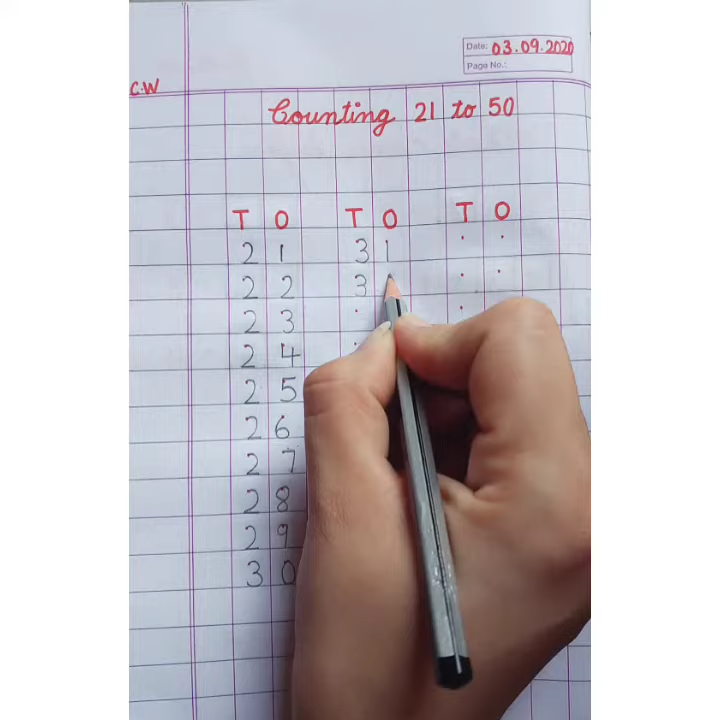 Date: 03.09.2020
Page No.:
C.W
Counting 21 to 50
T O T O T O
2 1 3 1
2 2 3
2 3
2 4
2 5
2 6
2 7
2 8
2 9
3 0